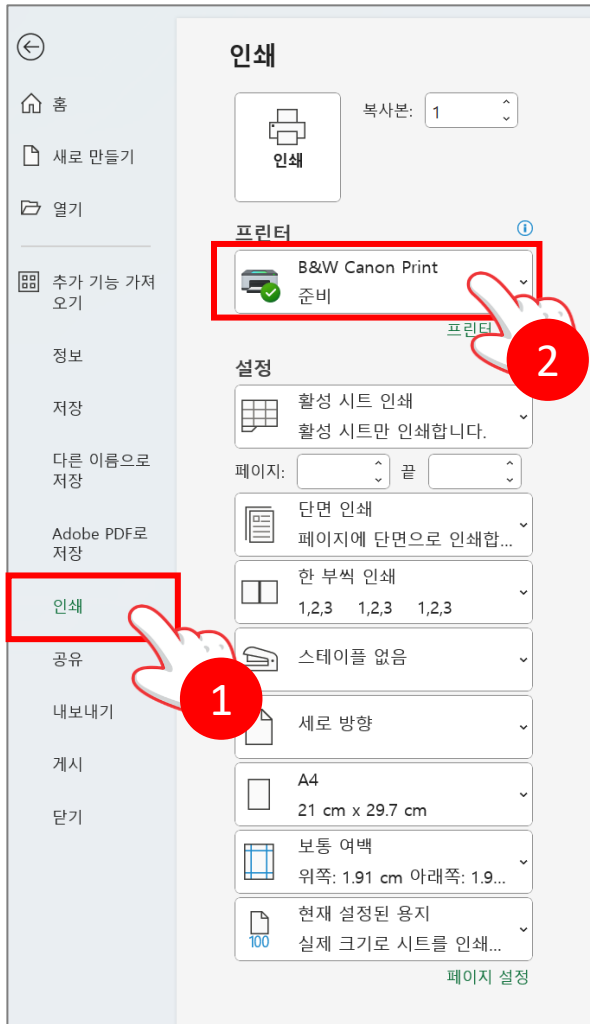 인쇄
홈
새로 만들기
열기
추가 기능 가져
오기
정보
저장
다른 이름으로
저장
Adobe PDF로
저장
인쇄
공유
내보내기
게시
닫기
1
인쇄
복사본: 1
프린터
B&W Canon Print
준비
프린터
2
설정
활성 시트 인쇄
활성 시트만 인쇄합니다.
페이지: 끝
단면 인쇄
페이지에 단면으로 인쇄합...
한 부씩 인쇄
1,2,3 1,2,3 1,2,3
스테이플 없음
세로 방향
A4
21 cm x 29.7 cm
보통 여백
위쪽: 1.91 cm 아래쪽: 1.9...
현재 설정된 용지
100
실제 크기로 시트를 인쇄...
페이지 설정